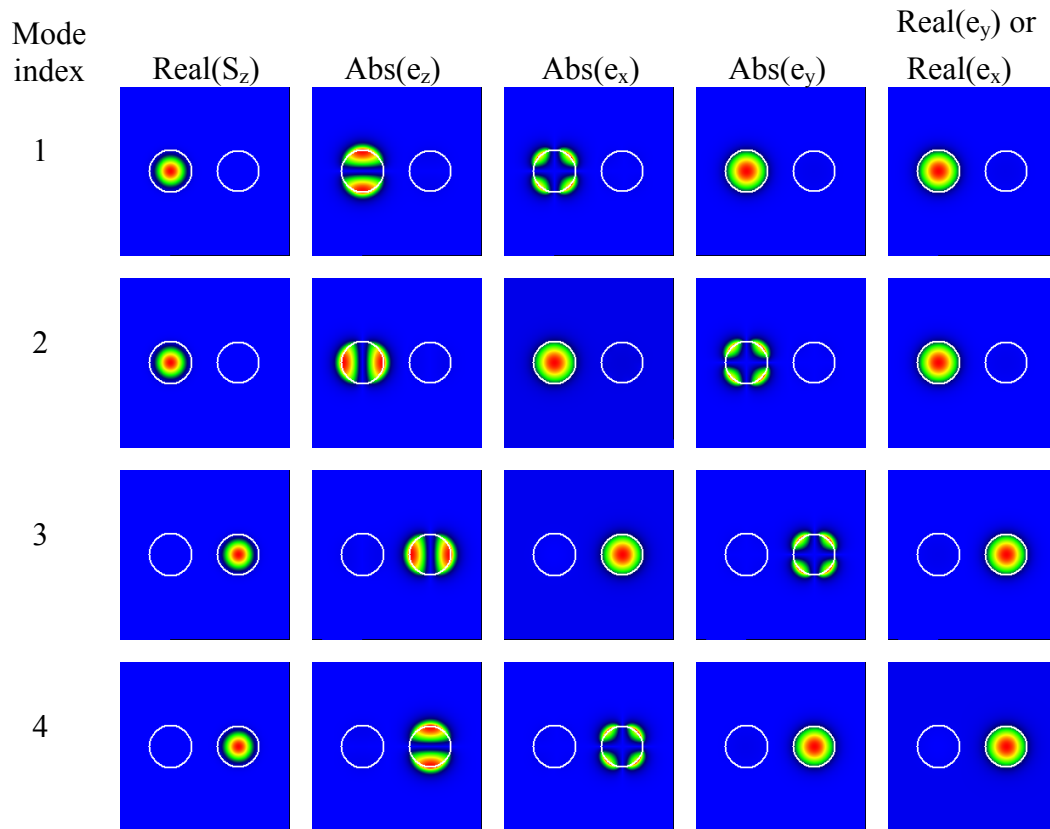 Mode index
Real(S_z)
Abs(e_z)
Abs(e_x)
Abs(e_y)
Real(e_y) or
Real(e_x)
1
2
3
4